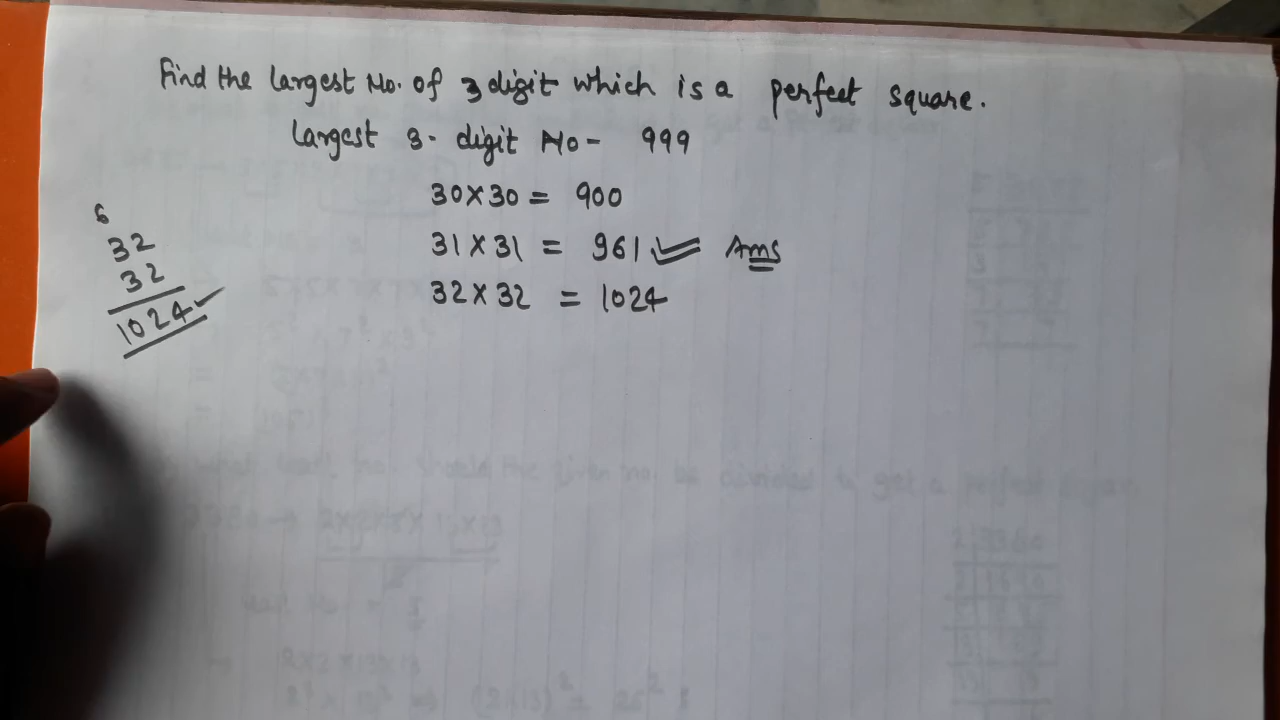 Find the largest No. of 3 digit which is a perfect square.
Largest 3- digit No- 999
30×30 = 900
31×31 = 961 Ans
32×32 = 1024
6
32
32
1024